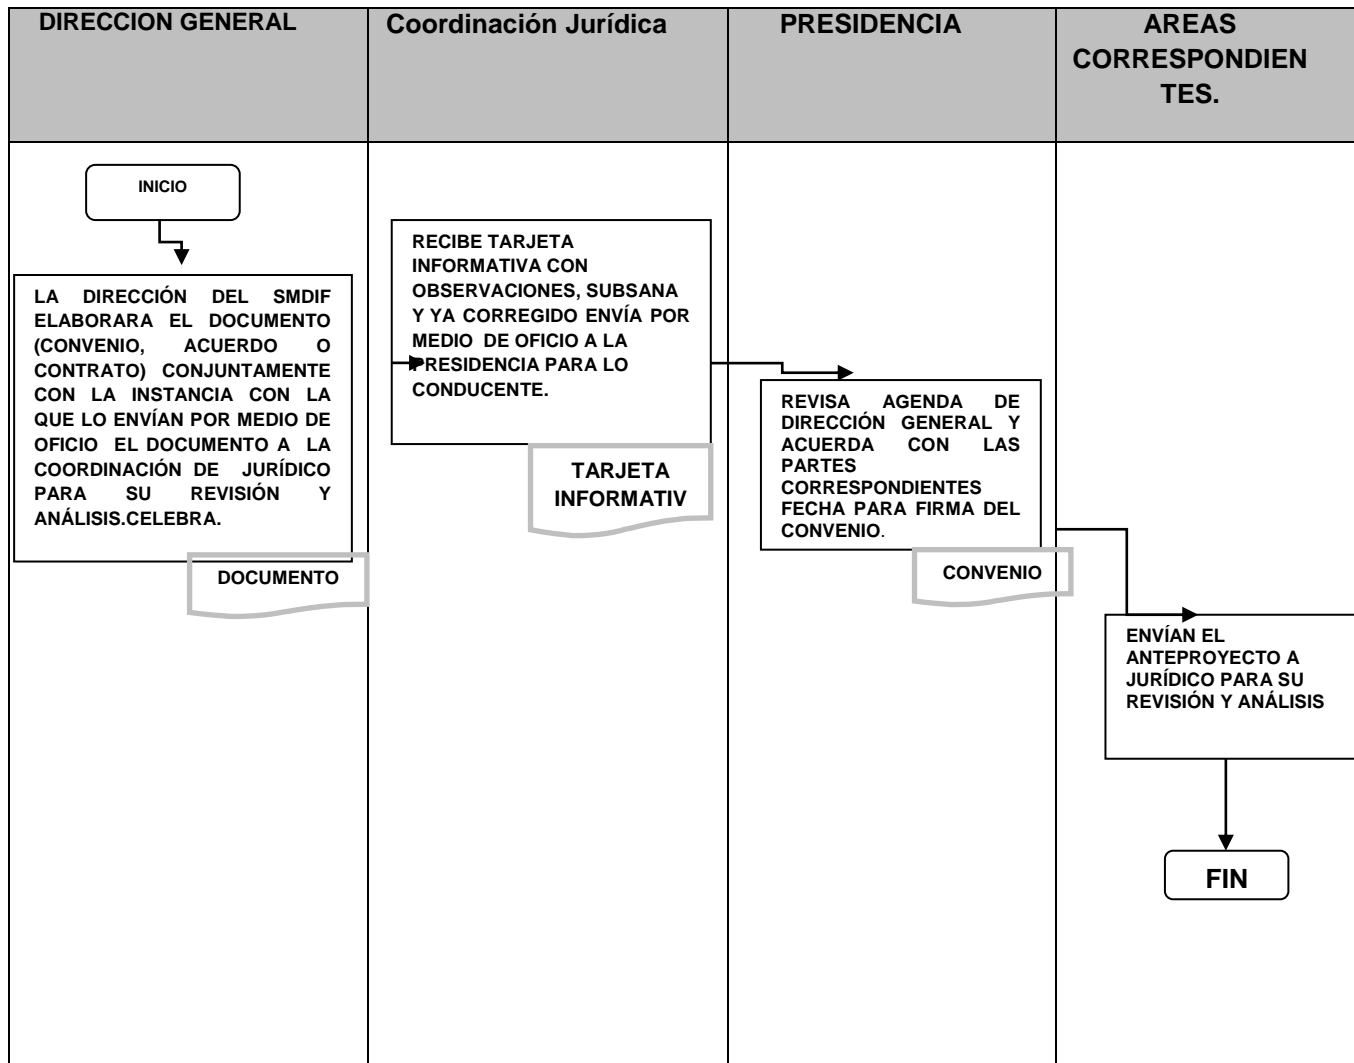 DIRECCION GENERAL
Coordinación Jurídica
PRESIDENCIA
AREAS
CORRESPONDIEN
TES.
INICIO
LA DIRECCIÓN DEL SMDIF
ELABORARA EL DOCUMENTO
(CONVENIO, ACUERDO O
CONTRATO) CONJUNTAMENTE
CON LA INSTANCIA CON LA
QUE LO ENVÍAN POR MEDIO DE
OFICIO EL DOCUMENTO A LA
COORDINACIÓN DE JURÍDICO
PARA SU REVISIÓN Y
ANÁLISIS.CELEBRA.
DOCUMENTO
RECIBE TARJETA
INFORMATIVA CON
OBSERVACIONES, SUBSANA
Y YA CORREGIDO ENVÍA POR
MEDIO DE OFICIO A LA
PRESIDENCIA PARA LO
CONDUCENTE.
TARJETA
INFORMATIV
REVISA AGENDA DE
DIRECCIÓN GENERAL Y
ACUERDA CON LAS
PARTES
CORRESPONDIENTES
FECHA PARA FIRMA DEL
CONVENIO.
CONVENIO
ENVÍAN EL
ANTEPROYECTO A
JURÍDICO PARA SU
REVISIÓN Y ANÁLISIS
FIN